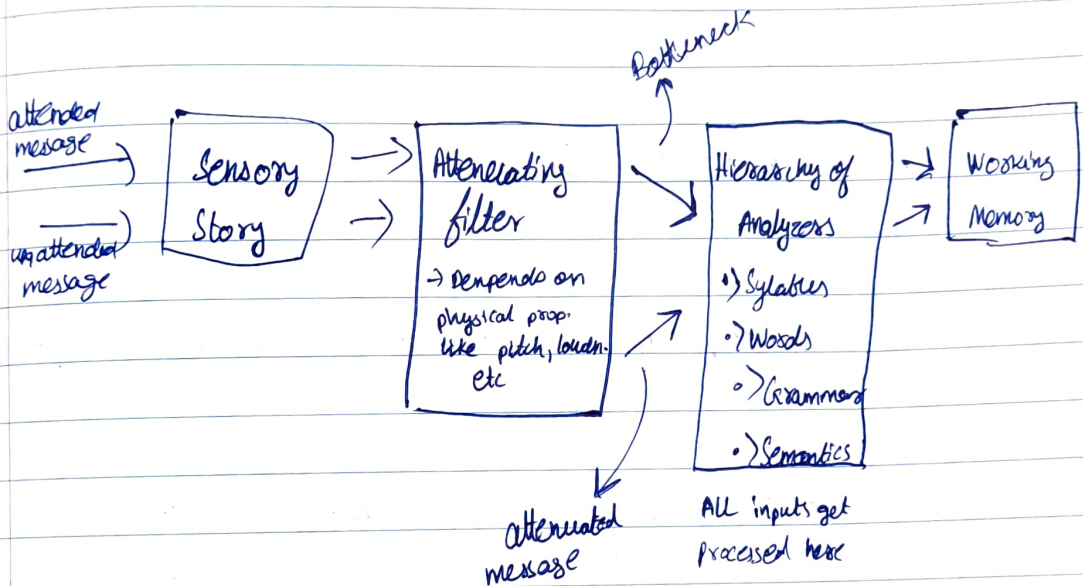 Bottleneck
attended
message
unattended
message
Sensory
Story
Attenuating
filter
→ Dempends on
physical prop.
like pitch, loudn.
etc
attenuated
message
Hierarchy of
Analyzers
•) Sylables
•) Words
•) Grammar
•) Semantics
All inputs get
processed here
Working
Memory